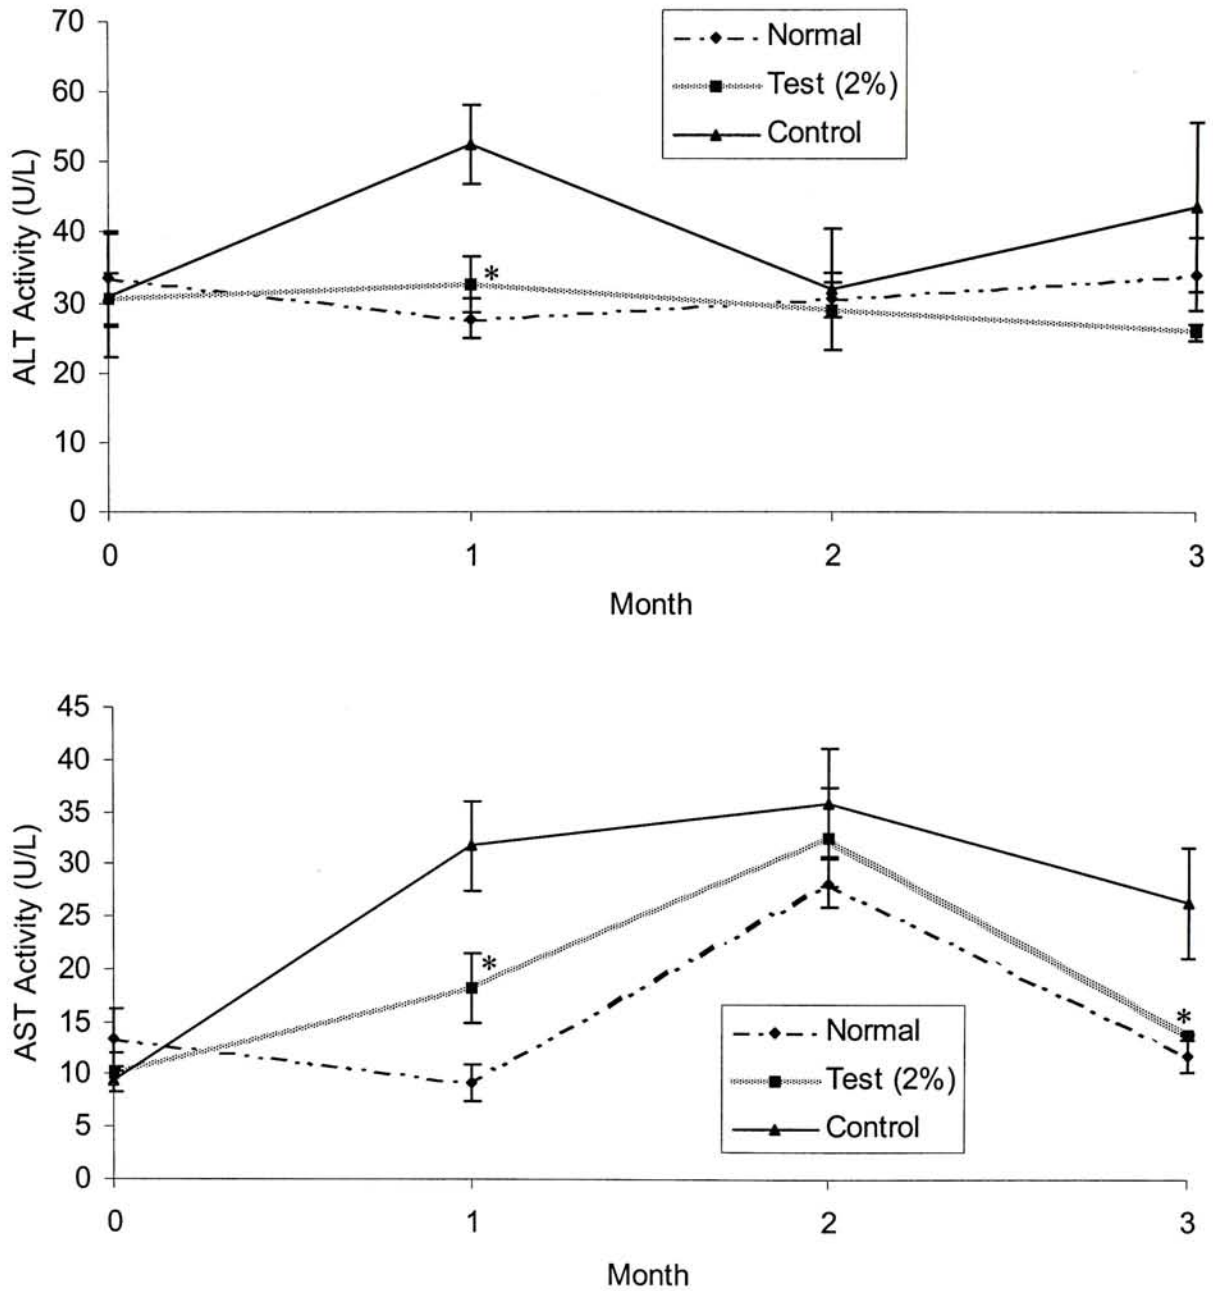 70
Normal
60
Test (2%)
Control
50
40
*
30
20
10
0
ALT Activity (U/L)
0 1 2 3
Month
45
40
35
30
25
*
20
15
*
10
5
0
AST Activity (U/L)
Normal
Test (2%)
Control
0 1 2 3
Month